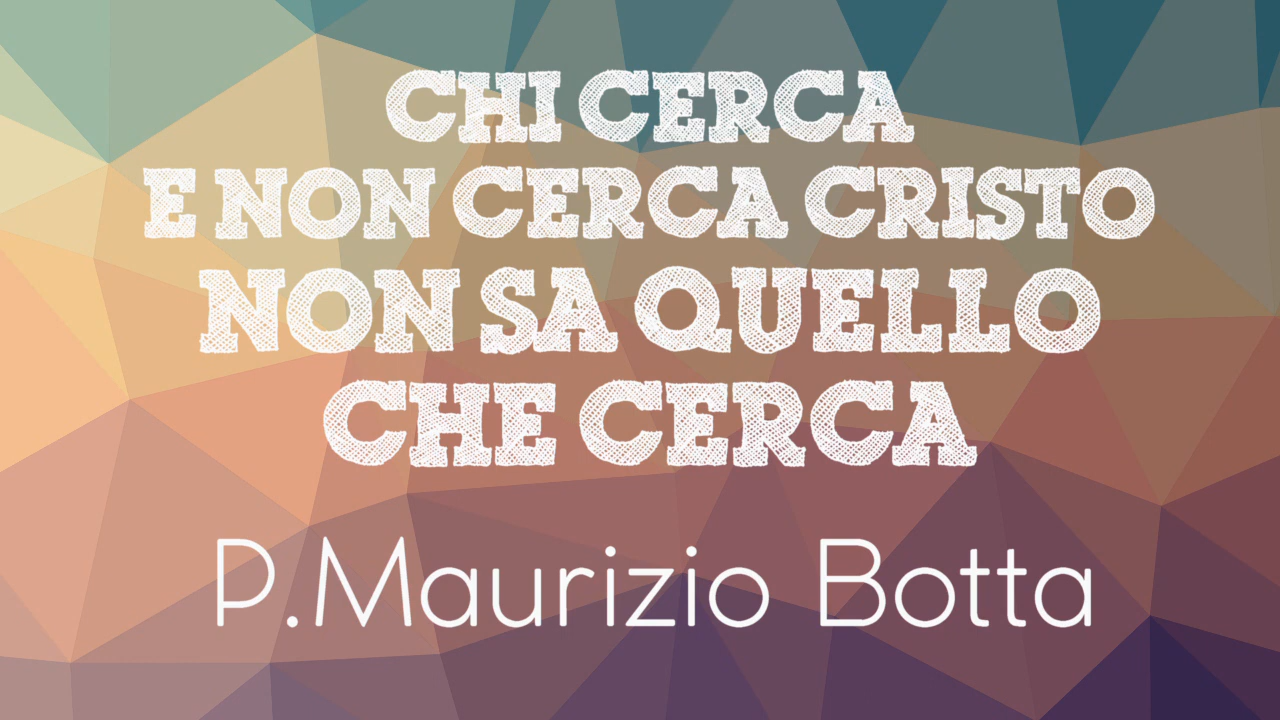 CHI CERCA
E NON CERCA CRISTO
NON SA QUELLO
CHE CERCA
P.Maurizio Botta